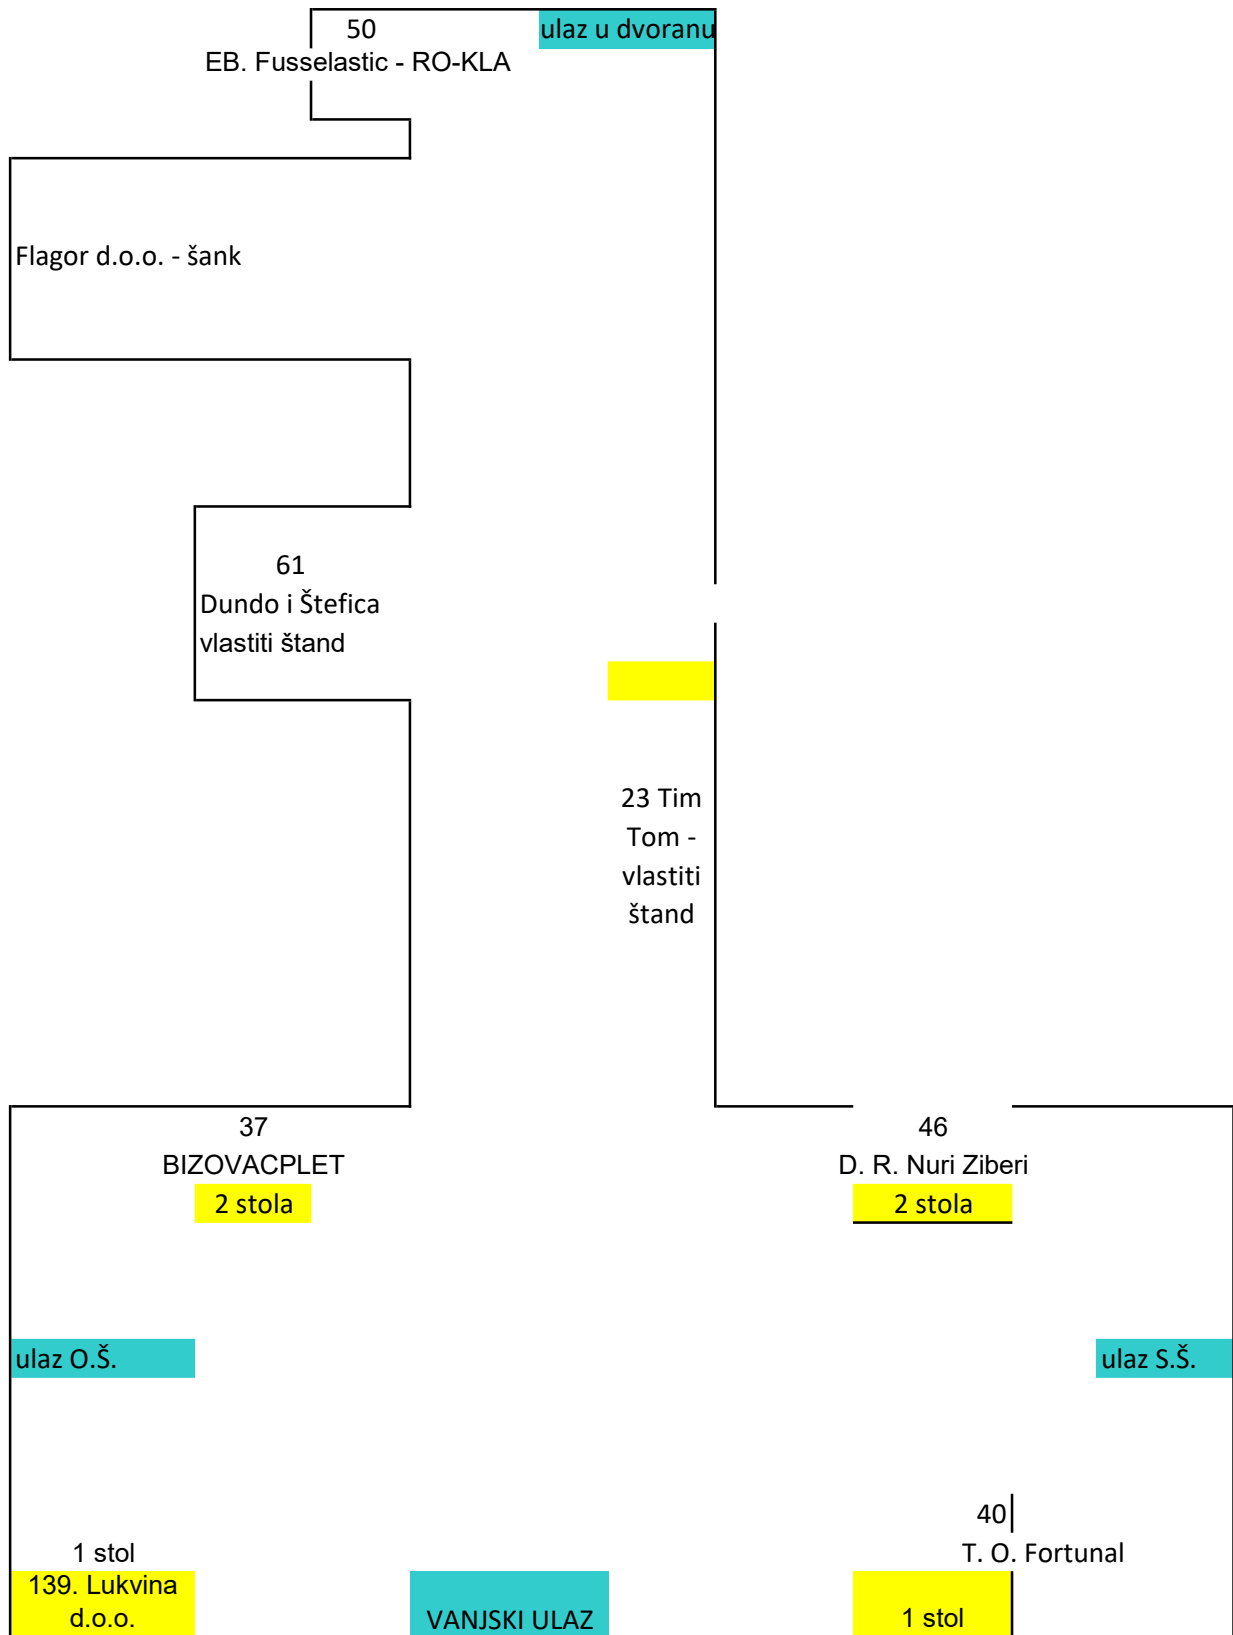 50
ulaz u dvoranu
EB. Fusselastic - RO-KLA
Flagor d.o.o. - šank
61
Dundo i Štefica
vlastiti štand
23 Tim
Tom -
vlastiti
štand
37
BIZOVACPLET
2 stola
46
D. R. Nuri Ziberi
2 stola
ulaz O.Š.
ulaz S.Š.
40
T. O. Fortunal
1 stol
139. Lukvina
d.o.o.
VANJSKI ULAZ
1 stol